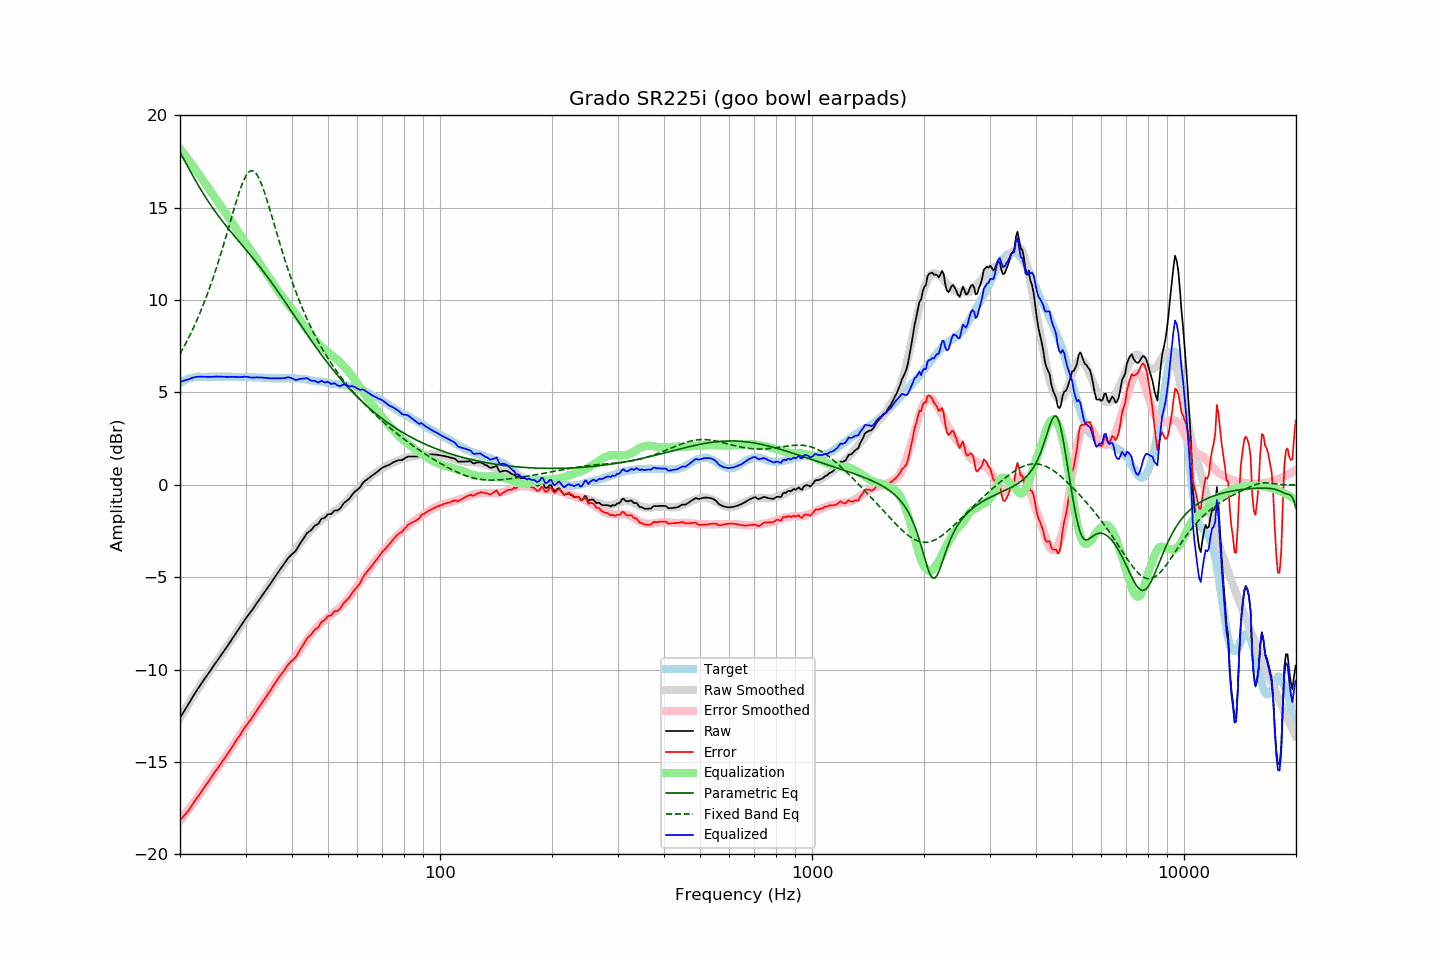 Grado SR225i (goo bowl earpads)
20
15
10
5
0
−5
−10
−15
−20
Amplitude (dBr)
Target
Raw Smoothed
Error Smoothed
Raw
Error
Equalization
Parametric Eq
Fixed Band Eq
Equalized
100 1000 10000
Frequency (Hz)